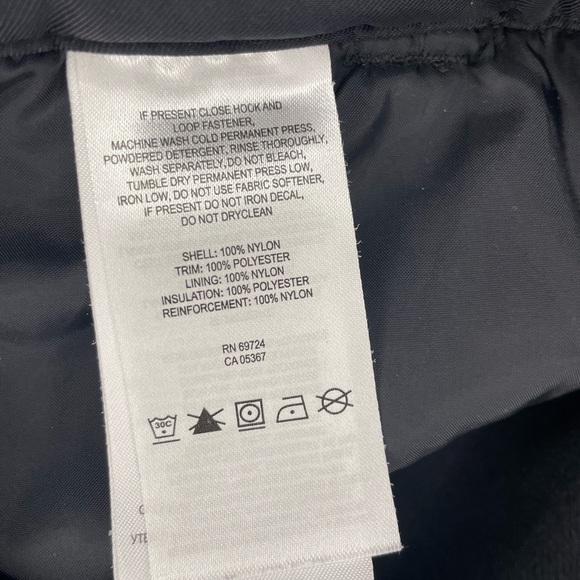 IF PRESENT CLOSE HOOK AND
LOOP FASTENER,
MACHINE WASH COLD PERMANENT PRESS,
POWDERED DETERGENT, RINSE THOROUGHLY,
WASH SEPARATELY, DO NOT BLEACH,
TUMBLE DRY PERMANENT PRESS LOW,
IRON LOW, DO NOT USE FABRIC SOFTENER,
IF PRESENT DO NOT IRON DECAL,
DO NOT DRYCLEAN
SHELL: 100% NYLON
TRIM: 100% POLYESTER
LINING: 100% NYLON
INSULATION: 100% POLYESTER
REINFORCEMENT: 100% NYLON
RN 69724
CA 05367
30C
УТЕ